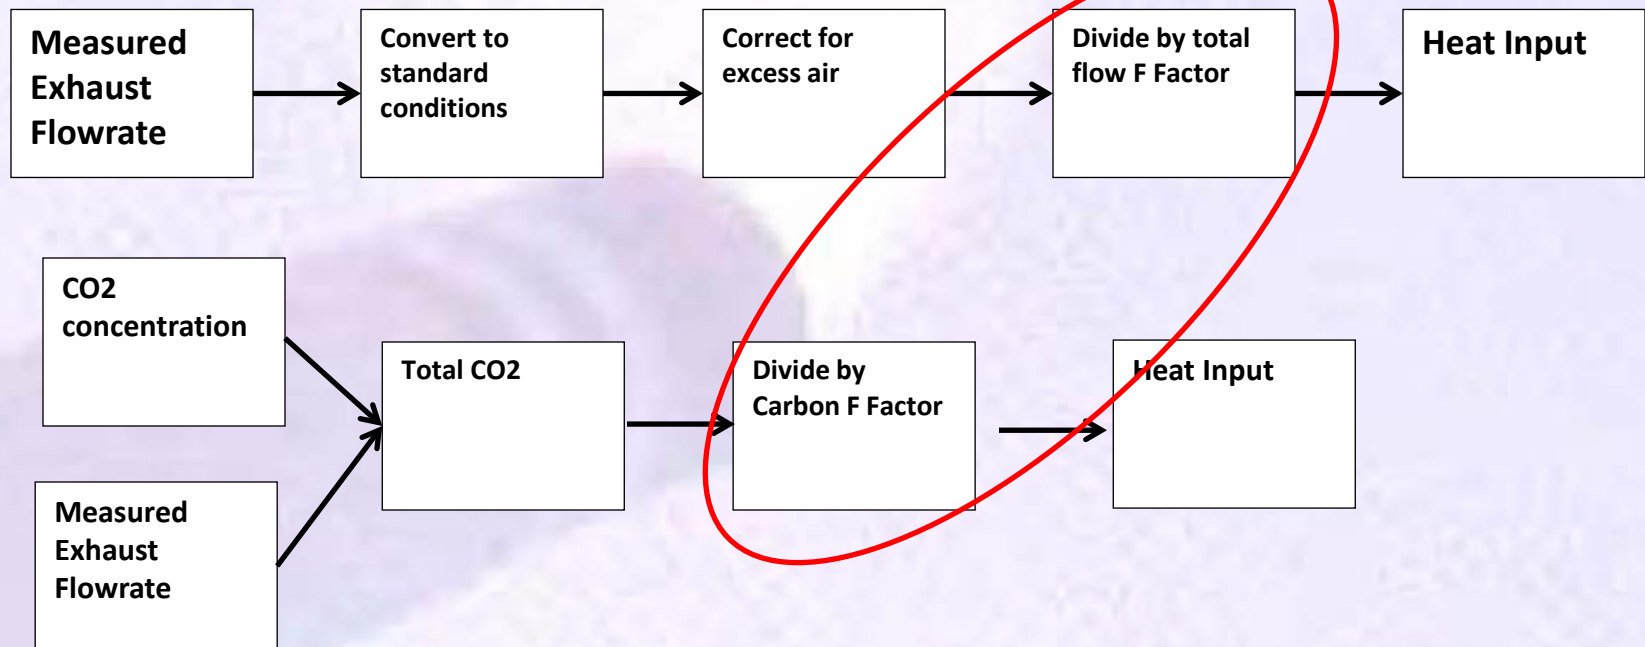 Measured
Exhaust
Flowrate
Convert to
standard
conditions
Correct for
excess air
Divide by total
flow F Factor
Heat Input
CO2
concentration
Measured
Exhaust
Flowrate
Total CO2
Divide by
Carbon F Factor
Heat Input